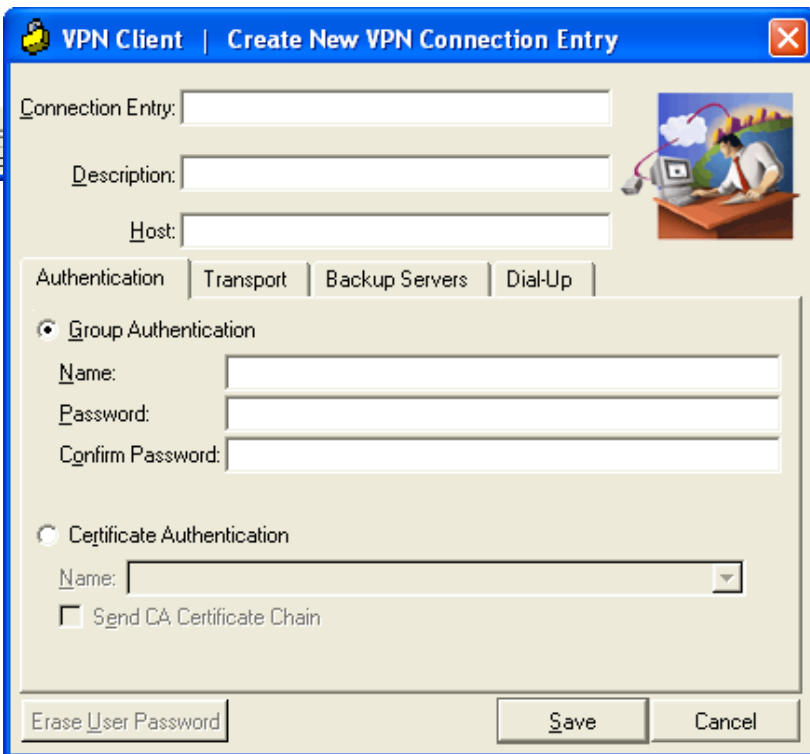 VPN Client | Create New VPN Connection Entry
Connection Entry:
Description:
Host:
Authentication Transport Backup Servers Dial-Up
Group Authentication
Name:
Password:
Confirm Password:
Certificate Authentication
Name:
Send CA Certificate Chain
Erase User Password Save Cancel